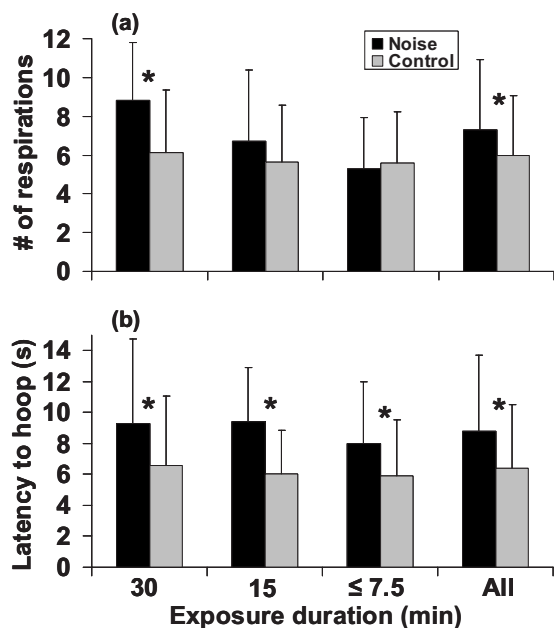 (a)
Noise
Control
# of respirations
12
10
8
6
4
2
0
*
*
(b)
Latency to hoop (s)
14
12
10
8
6
4
2
0
*
*
*
*
30 15 ≤ 7.5 All
Exposure duration (min)